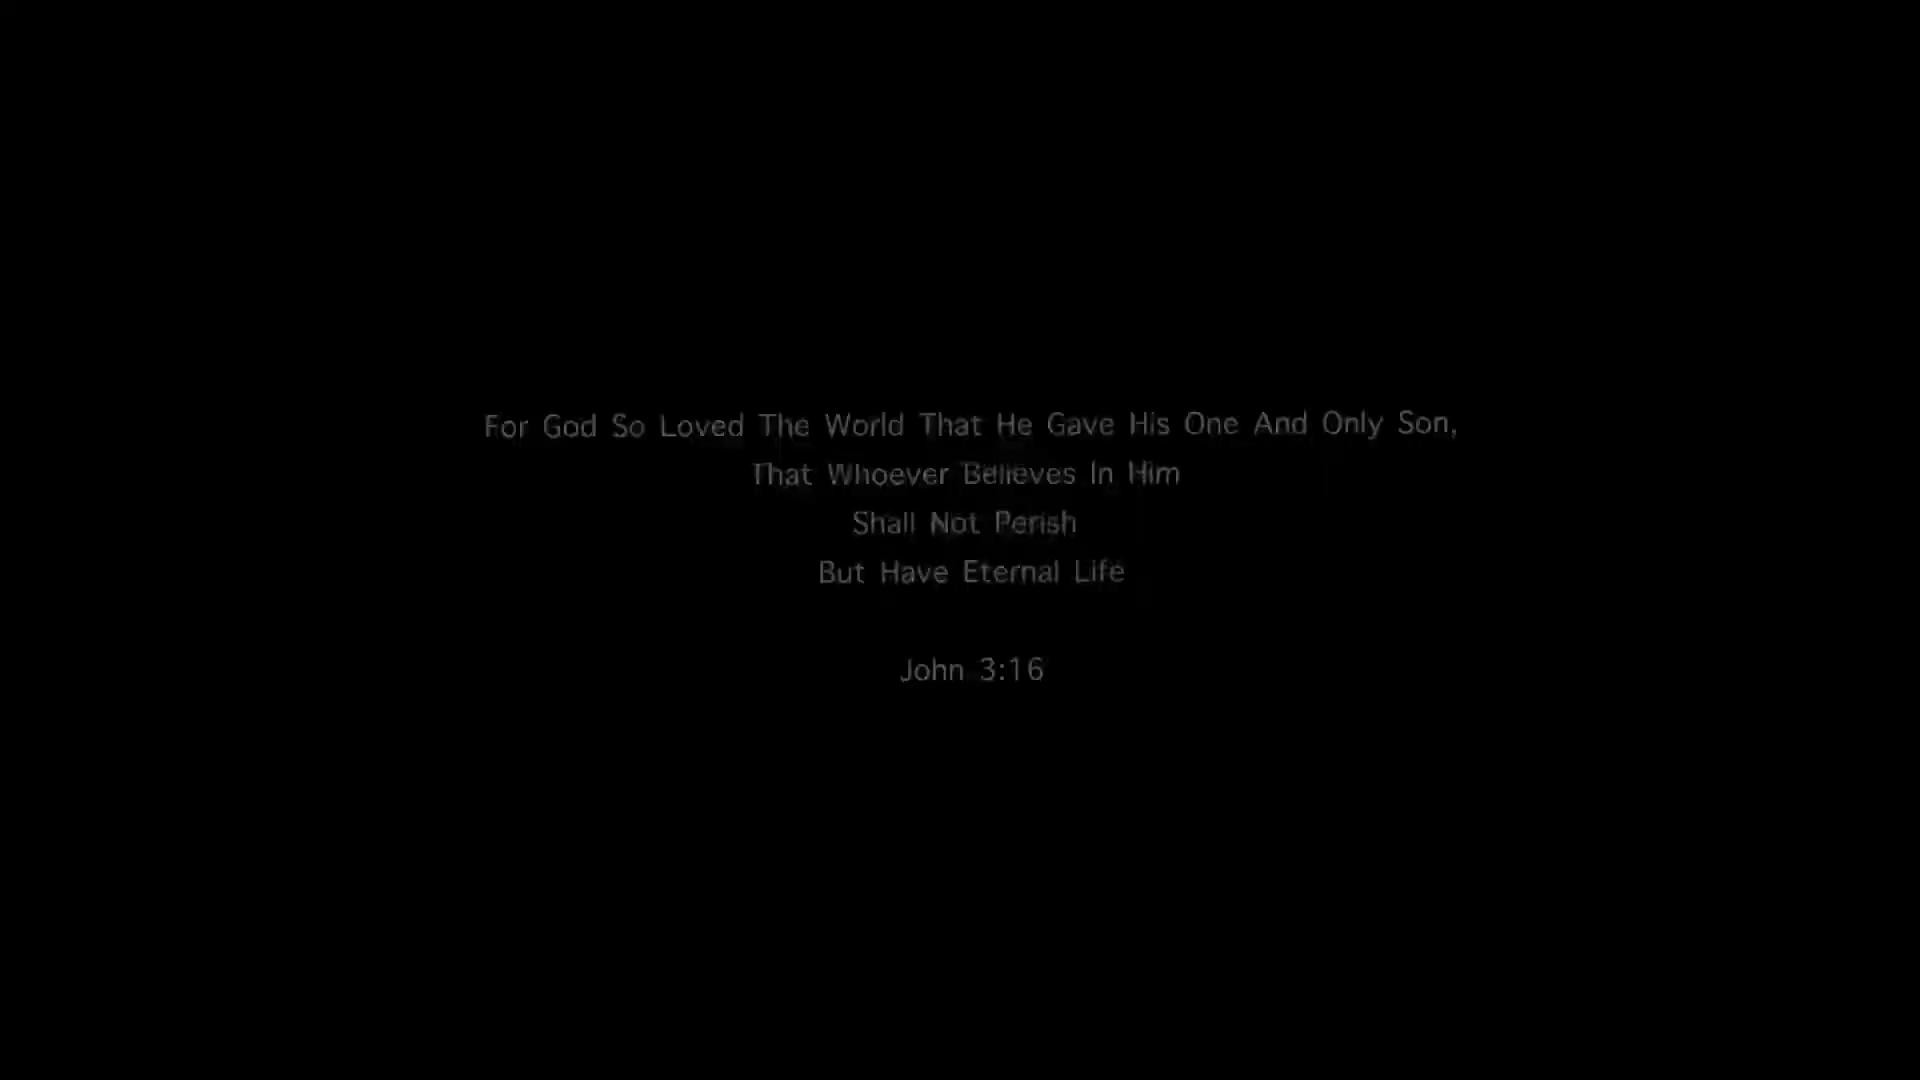 For God So Loved The World That He Gave His One And Only Son,
That Whoever Believes In Him
Shall Not Perish
But Have Eternal Life
John 3:16